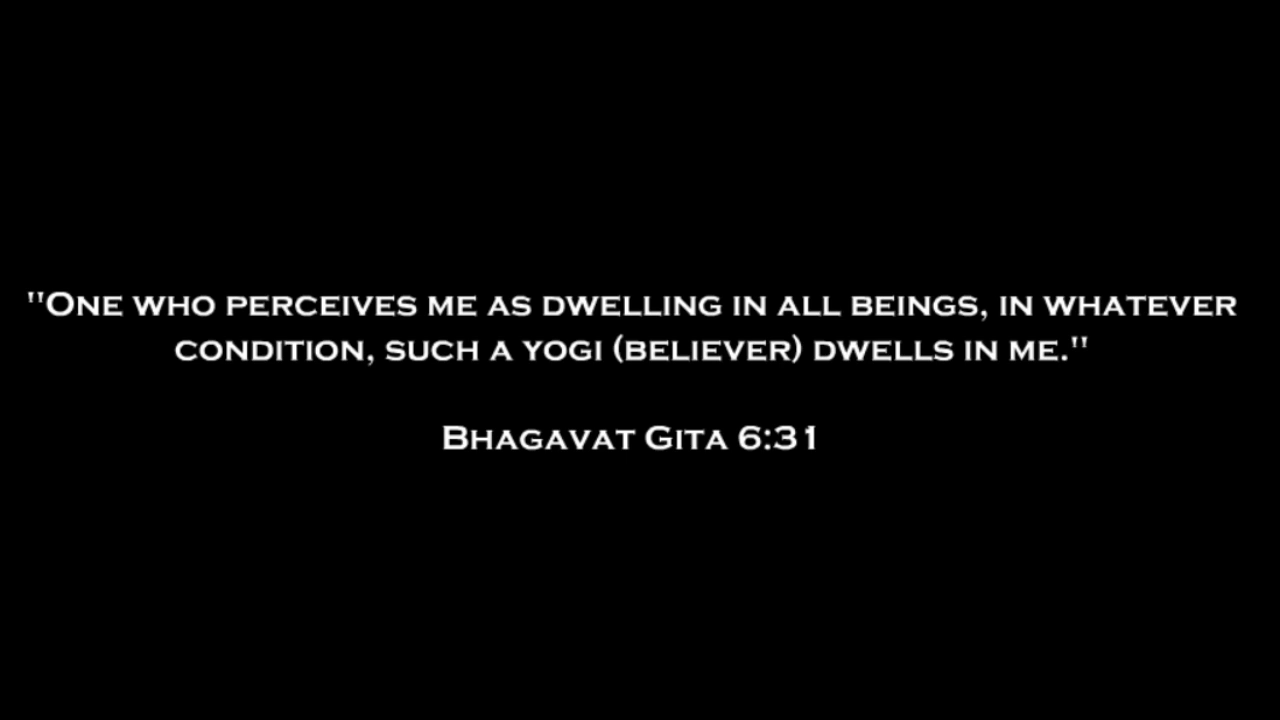 "One who perceives me as dwelling in all beings, in whatever
condition, such a yogi (believer) dwells in me."
Bhagavat Gita 6:31